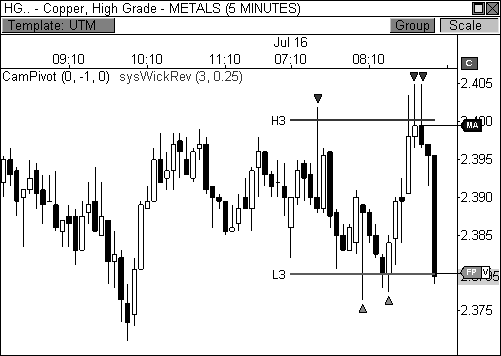 HG.. - Copper, High Grade - METALS (5 MINUTES)
Template: UTM Group Scale
Jul 16
09:10 10:10 11:10 07:10 08:10 C
CamPivot (0, -1, 0) sysWickRev (3, 0.25)
2.405
H3 2.400
MA
2.395
2.390
2.385
2.380
L3 FP V
2.375